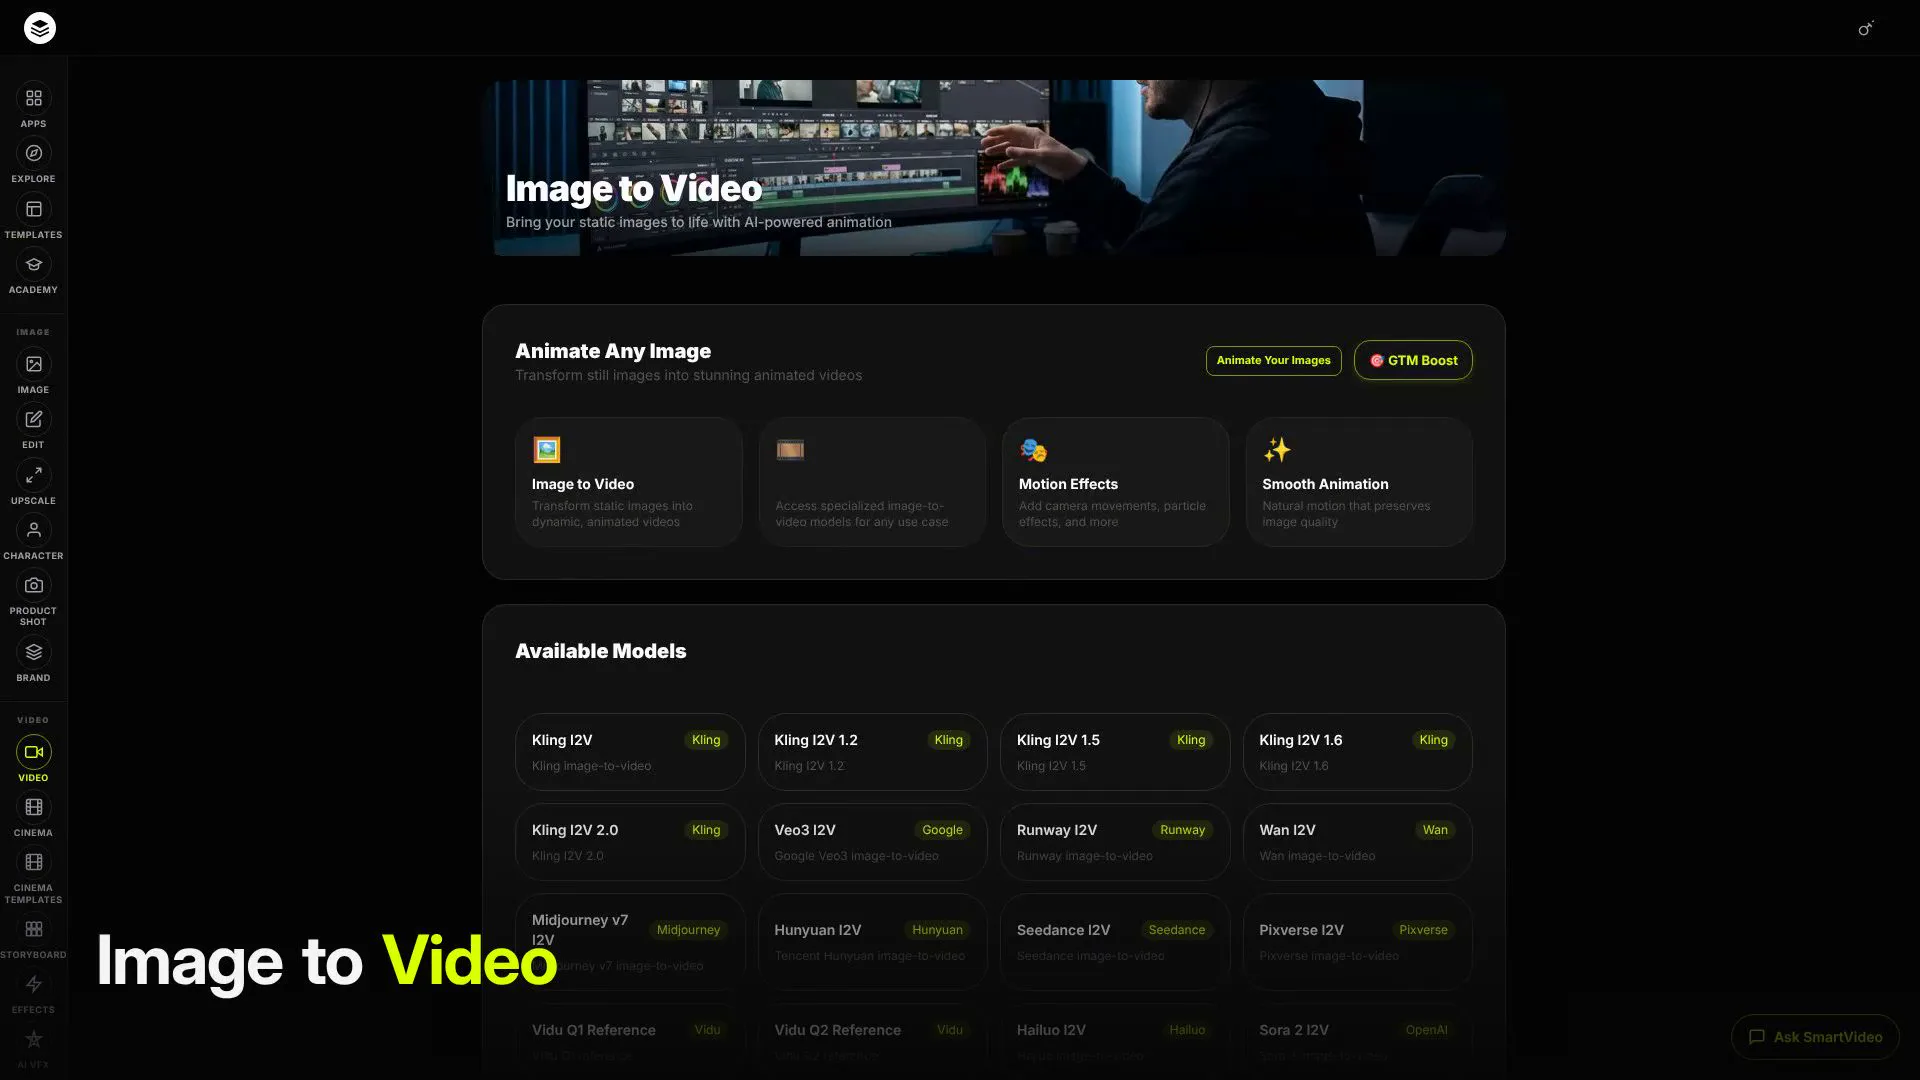 APPS
EXPLORE
TEMPLATES
ACADEMY
IMAGE
IMAGE
EDIT
UPSCALE
CHARACTER
PRODUCT
SHOT
BRAND
VIDEO
VIDEO
CINEMA
CINEMA
TEMPLATES
STORYBOARD
EFFECTS
AI VFX
Image to Video
Bring your static images to life with AI-powered animation
Animate Any Image
Transform still images into stunning animated videos
Animate Your Images
GTM Boost
Image to Video
Transform static images into
dynamic, animated videos
Access specialized image-to-
video models for any use case
Motion Effects
Add camera movements, particle
effects, and more
Smooth Animation
Natural motion that preserves
image quality
Available Models
Kling I2V
Kling
Kling image-to-video
Kling I2V 1.2
Kling
Kling I2V 1.2
Kling I2V 1.5
Kling
Kling I2V 1.5
Kling I2V 1.6
Kling
Kling I2V 1.6
Kling I2V 2.0
Kling
Kling I2V 2.0
Veo3 I2V
Google
Google Veo3 image-to-video
Runway I2V
Runway
Runway image-to-video
Wan I2V
Wan
Wan image-to-video
Midjourney v7
I2V
Midjourney
v7 image-to-video
Hunyuan I2V
Hunyuan
Tencent Hunyuan image-to-video
Seedance I2V
Seedance
Seedance image-to-video
Pixverse I2V
Pixverse
Pixverse image-to-video
Vidu Q1 Reference
Vidu
Vidu Q2 Reference
Vidu
Hailuo I2V
Hailuo
Sora 2 I2V
OpenAI
Image to Video
Ask SmartVideo